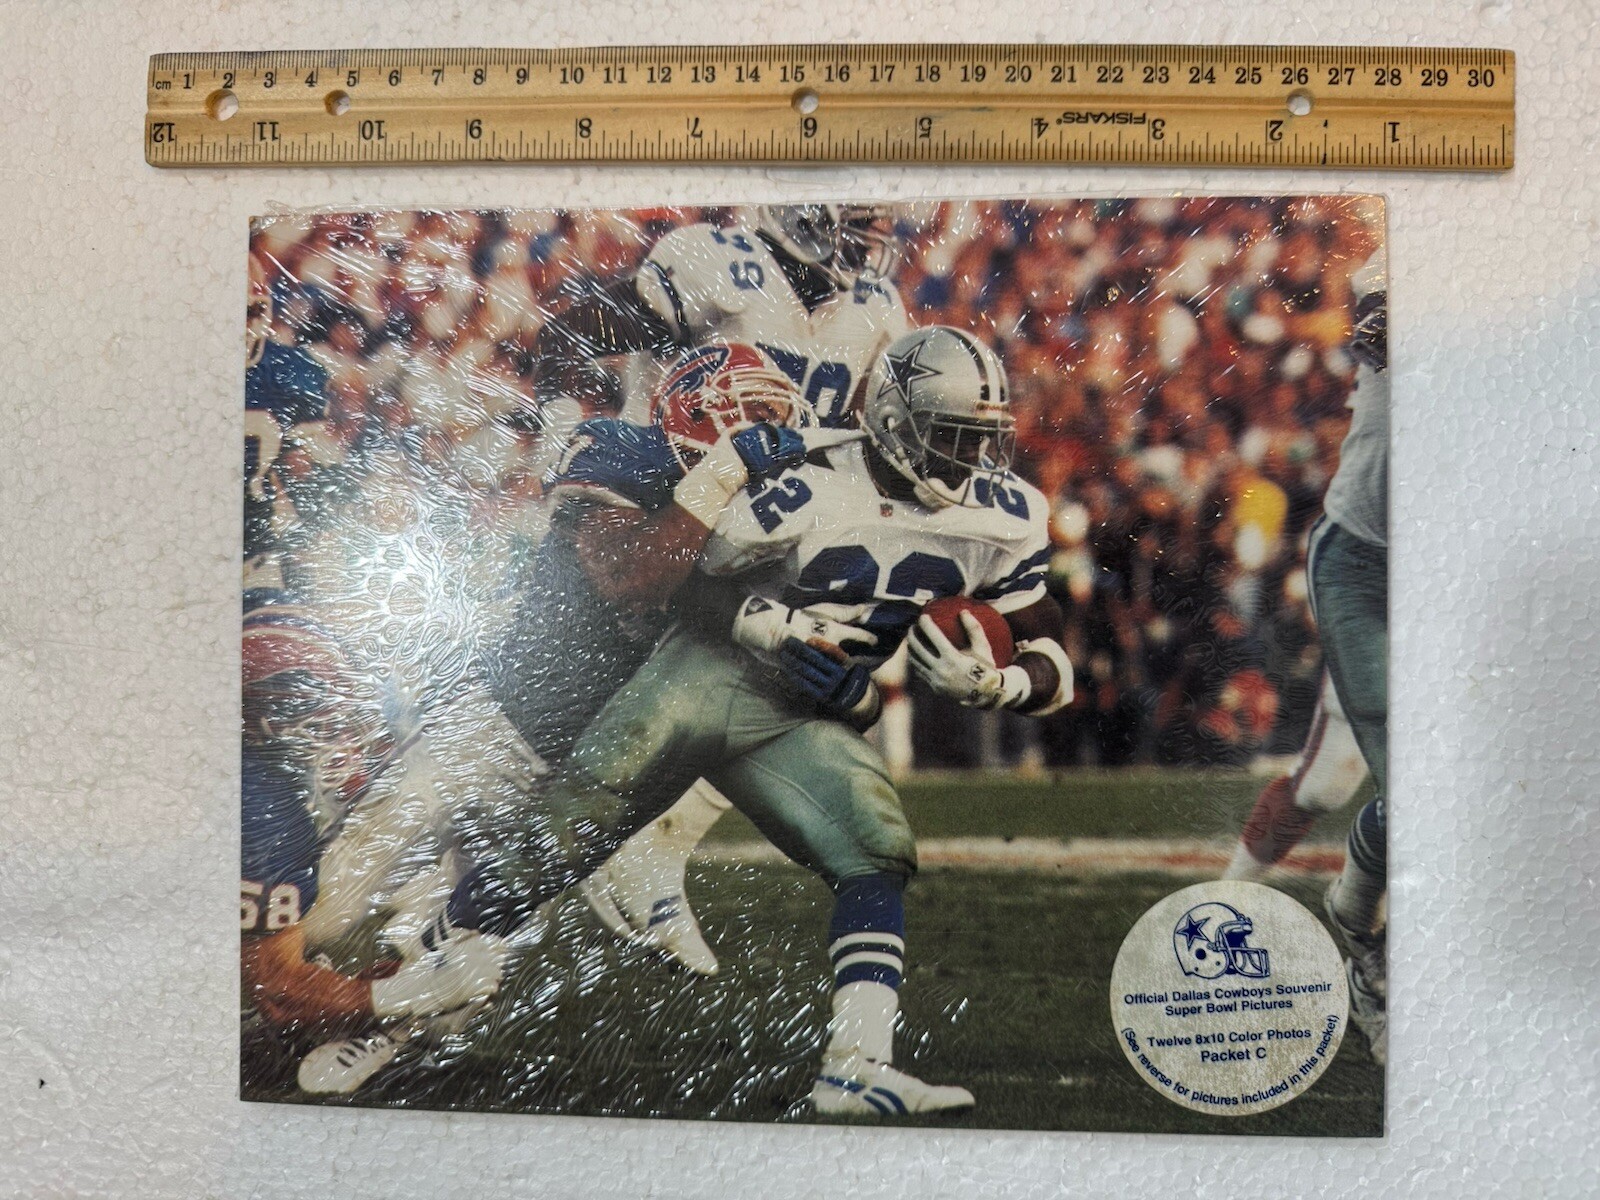 cm 1 2 3 4 5 6 7 8 9 10 11 12 13 14 15 16 17 18 19 20 21 22 23 24 25 26 27 28 29 30
12 11 10 9 8 7 6 5 4 FISKARS® 3 2 1
63
70
22
22
22
58
Official Dallas Cowboys Souvenir
Super Bowl Pictures
Twelve 8x10 Color Photos
Packet C
(See reverse for pictures included in this packet)